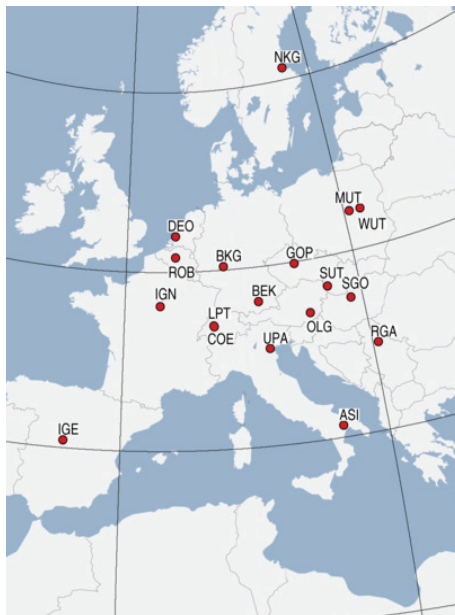 NKG
MUT
WUT
DEO
ROB
BKG
GOP
SUT
SGO
IGN
BEK
LPT
COE
OLG
UPA
RGA
IGE
ASI